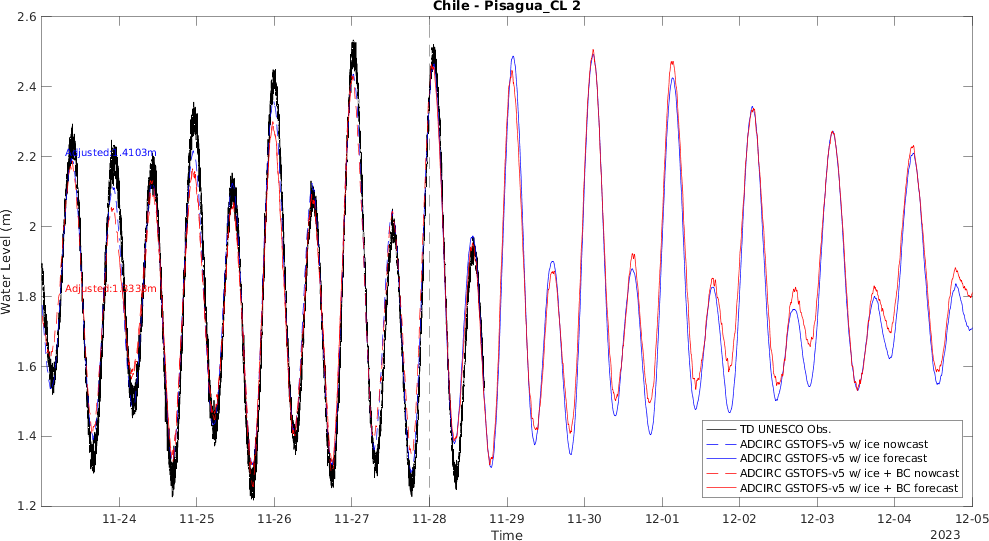 Chile - Pisagua_CL 2
2.6
2.4
2.2
2
1.8
1.6
1.4
1.2
Water Level (m)
11-24
11-25
11-26
11-27
11-28
11-29
11-30
12-01
12-02
12-03
12-04
12-05
Time
2023
TD UNESCO Obs.
ADCIRC GSTOFS-v5 w/ ice nowcast
ADCIRC GSTOFS-v5 w/ ice forecast
ADCIRC GSTOFS-v5 w/ ice + BC nowcast
ADCIRC GSTOFS-v5 w/ ice + BC forecast